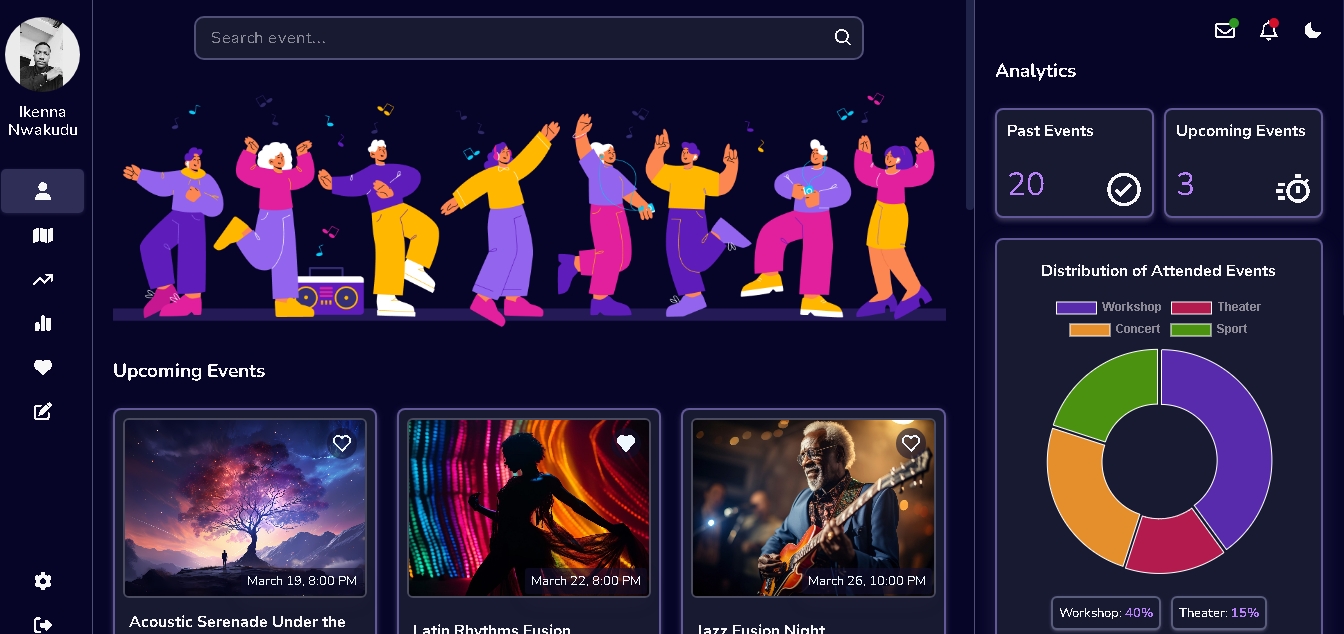 Ikenna
Nwakudu
Search event...
Upcoming Events
March 19, 8:00 PM
Acoustic Serenade Under the
March 22, 8:00 PM
Latin Rhythms Fusion
March 26, 10:00 PM
Jazz Fusion Night
Analytics
Past Events
20
Upcoming Events
3
Distribution of Attended Events
Workshop
Theater
Concert
Sport
Workshop: 40%
Theater: 15%